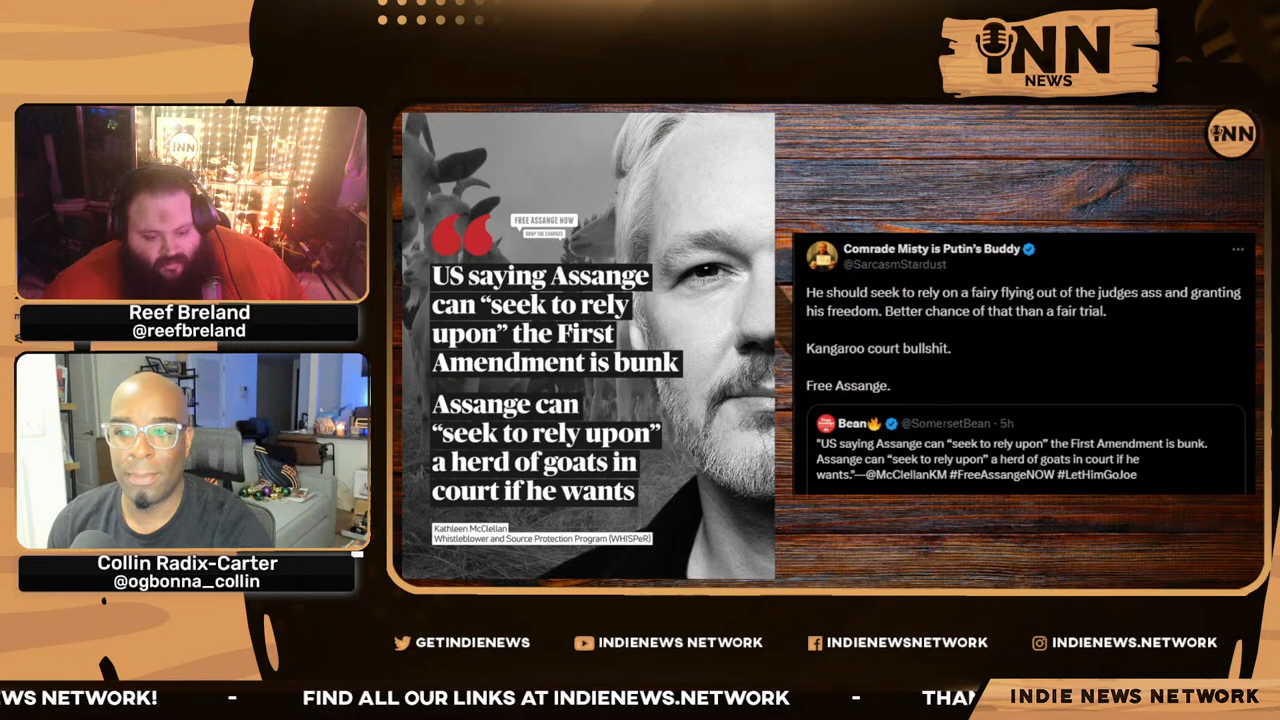 INN
NEWS
INN
INN
Reef Breland
@reefbreland
Collin Radix-Carter
@ogbonna_collin
FREE ASSANGE NOW
DROP THE CHARGES
US saying Assange
can “seek to rely
upon” the First
Amendment is bunk
Assange can
“seek to rely upon”
a herd of goats in
court if he wants
Kathleen McClellan
Whistleblower and Source Protection Program (WHISPeR)
Comrade Misty is Putin's Buddy
@SarcasmStardust
He should seek to rely on a fairy flying out of the judges ass and granting
his freedom. Better chance of that than a fair trial.
Kangaroo court bullshit.
Free Assange.
Bean🔥 @SomersetBean · 5h
"US saying Assange can “seek to rely upon” the First Amendment is bunk.
Assange can “seek to rely upon” a herd of goats in court if he
wants."—@McClellanKM #FreeAssangeNOW #LetHimGoJoe
GETINDIENEWS
INDIENEWS NETWORK
INDIENEWSNETWORK
INDIENEWS.NETWORK
WS NETWORK! - FIND ALL OUR LINKS AT INDIENEWS.NETWORK - THAN
INDIE NEWS NETWORK